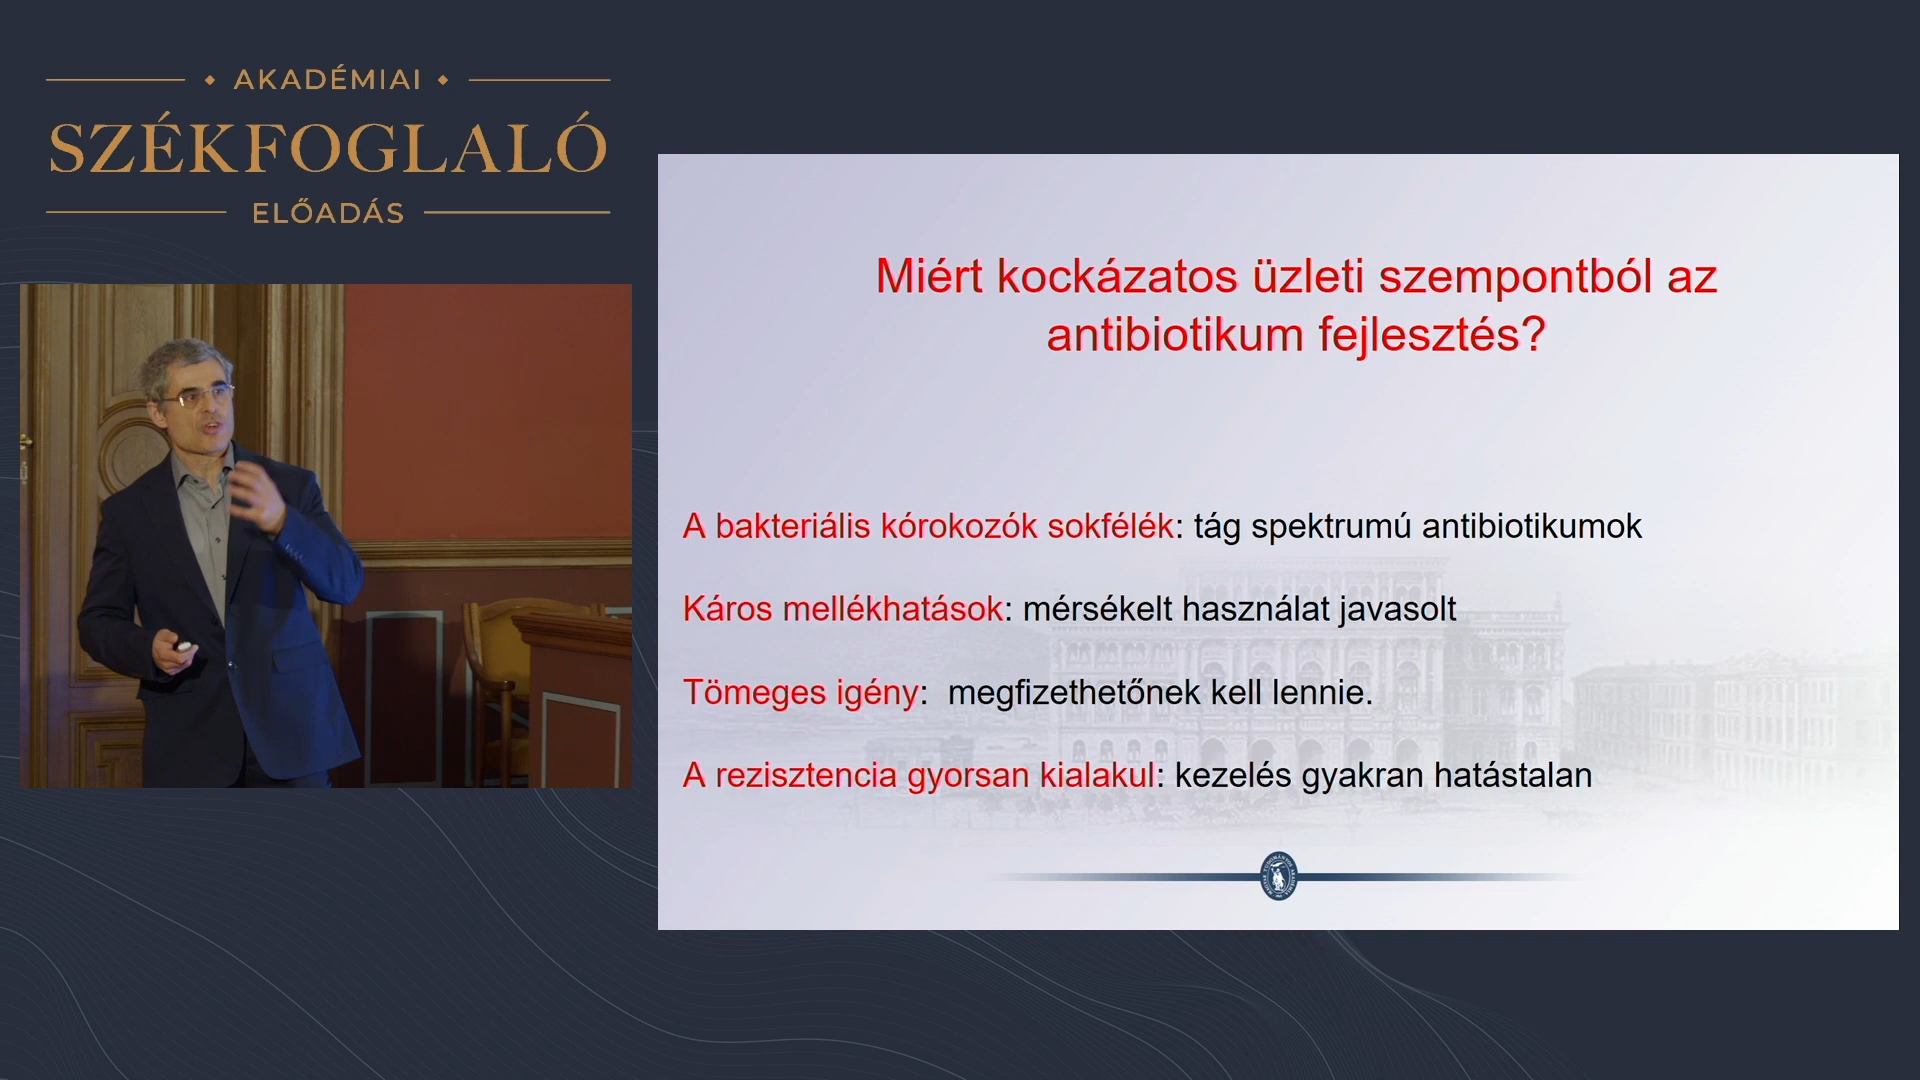 AKADÉMIAI
SZÉKFOGLALÓ
ELŐADÁS
Miért kockázatos üzleti szempontból az
antibiotikum fejlesztés?
A bakteriális kórokozók sokfélék: tág spektrumú antibiotikumok
Káros mellékhatások: mérsékelt használat javasolt
Tömeges igény:  megfizethetőnek kell lennie.
A rezisztencia gyorsan kialakul: kezelés gyakran hatástalan